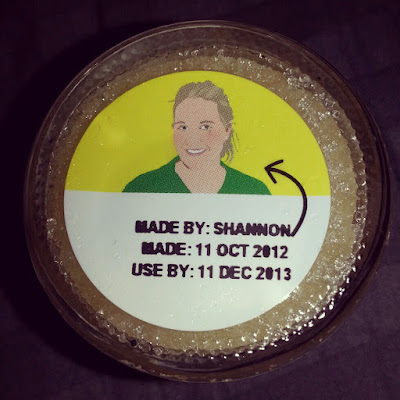 MADE BY: SHANNON
MADE: 11 OCT 2012
USE BY: 11 DEC 2013